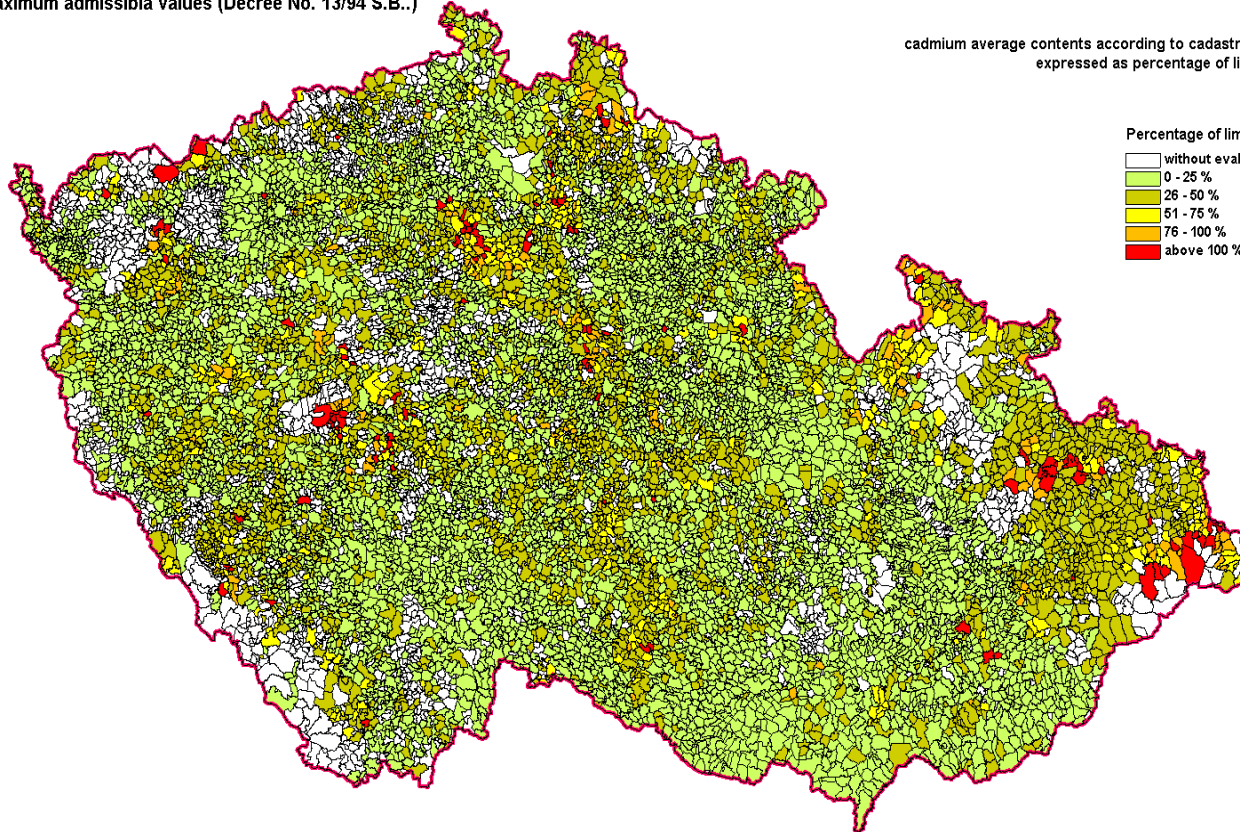 aximum admissibla values (Decree No. 13/94 S.B..)
cadmium average contents according to cadastr
expressed as percentage of li
Percentage of lim
without eval
0 - 25 %
26 - 50 %
51 - 75 %
76 - 100 %
above 100 %